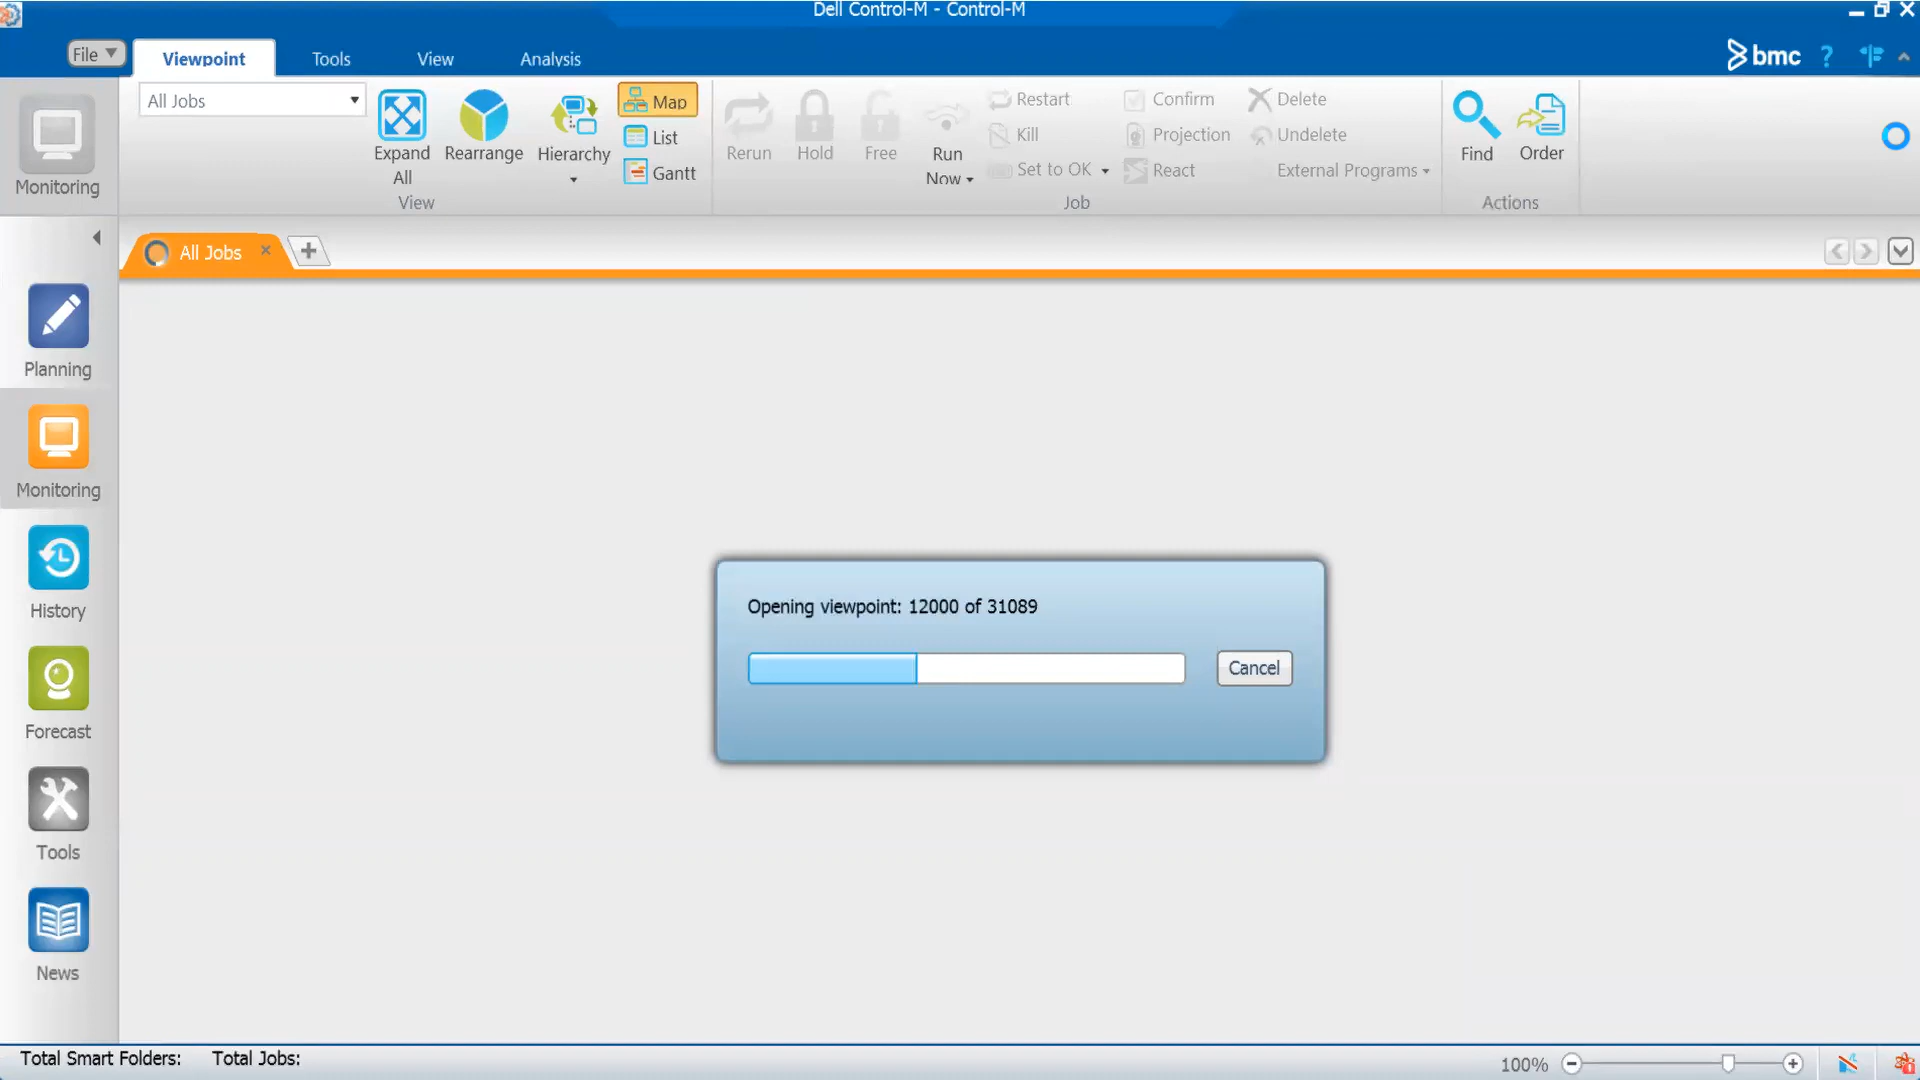 Dell Control-M - Control-M
File
Viewpoint
Tools
View
Analysis
bmc
?
Monitoring
All Jobs
Expand
All
Rearrange
Hierarchy
Map
List
Gantt
View
Rerun
Hold
Free
Run
Now
Restart
Kill
Set to OK
Confirm
Projection
React
Delete
Undelete
External Programs
Job
Find
Order
Actions
All Jobs
Planning
Monitoring
History
Forecast
Tools
News
Opening viewpoint: 12000 of 31089
Cancel
Total Smart Folders:
Total Jobs:
100%